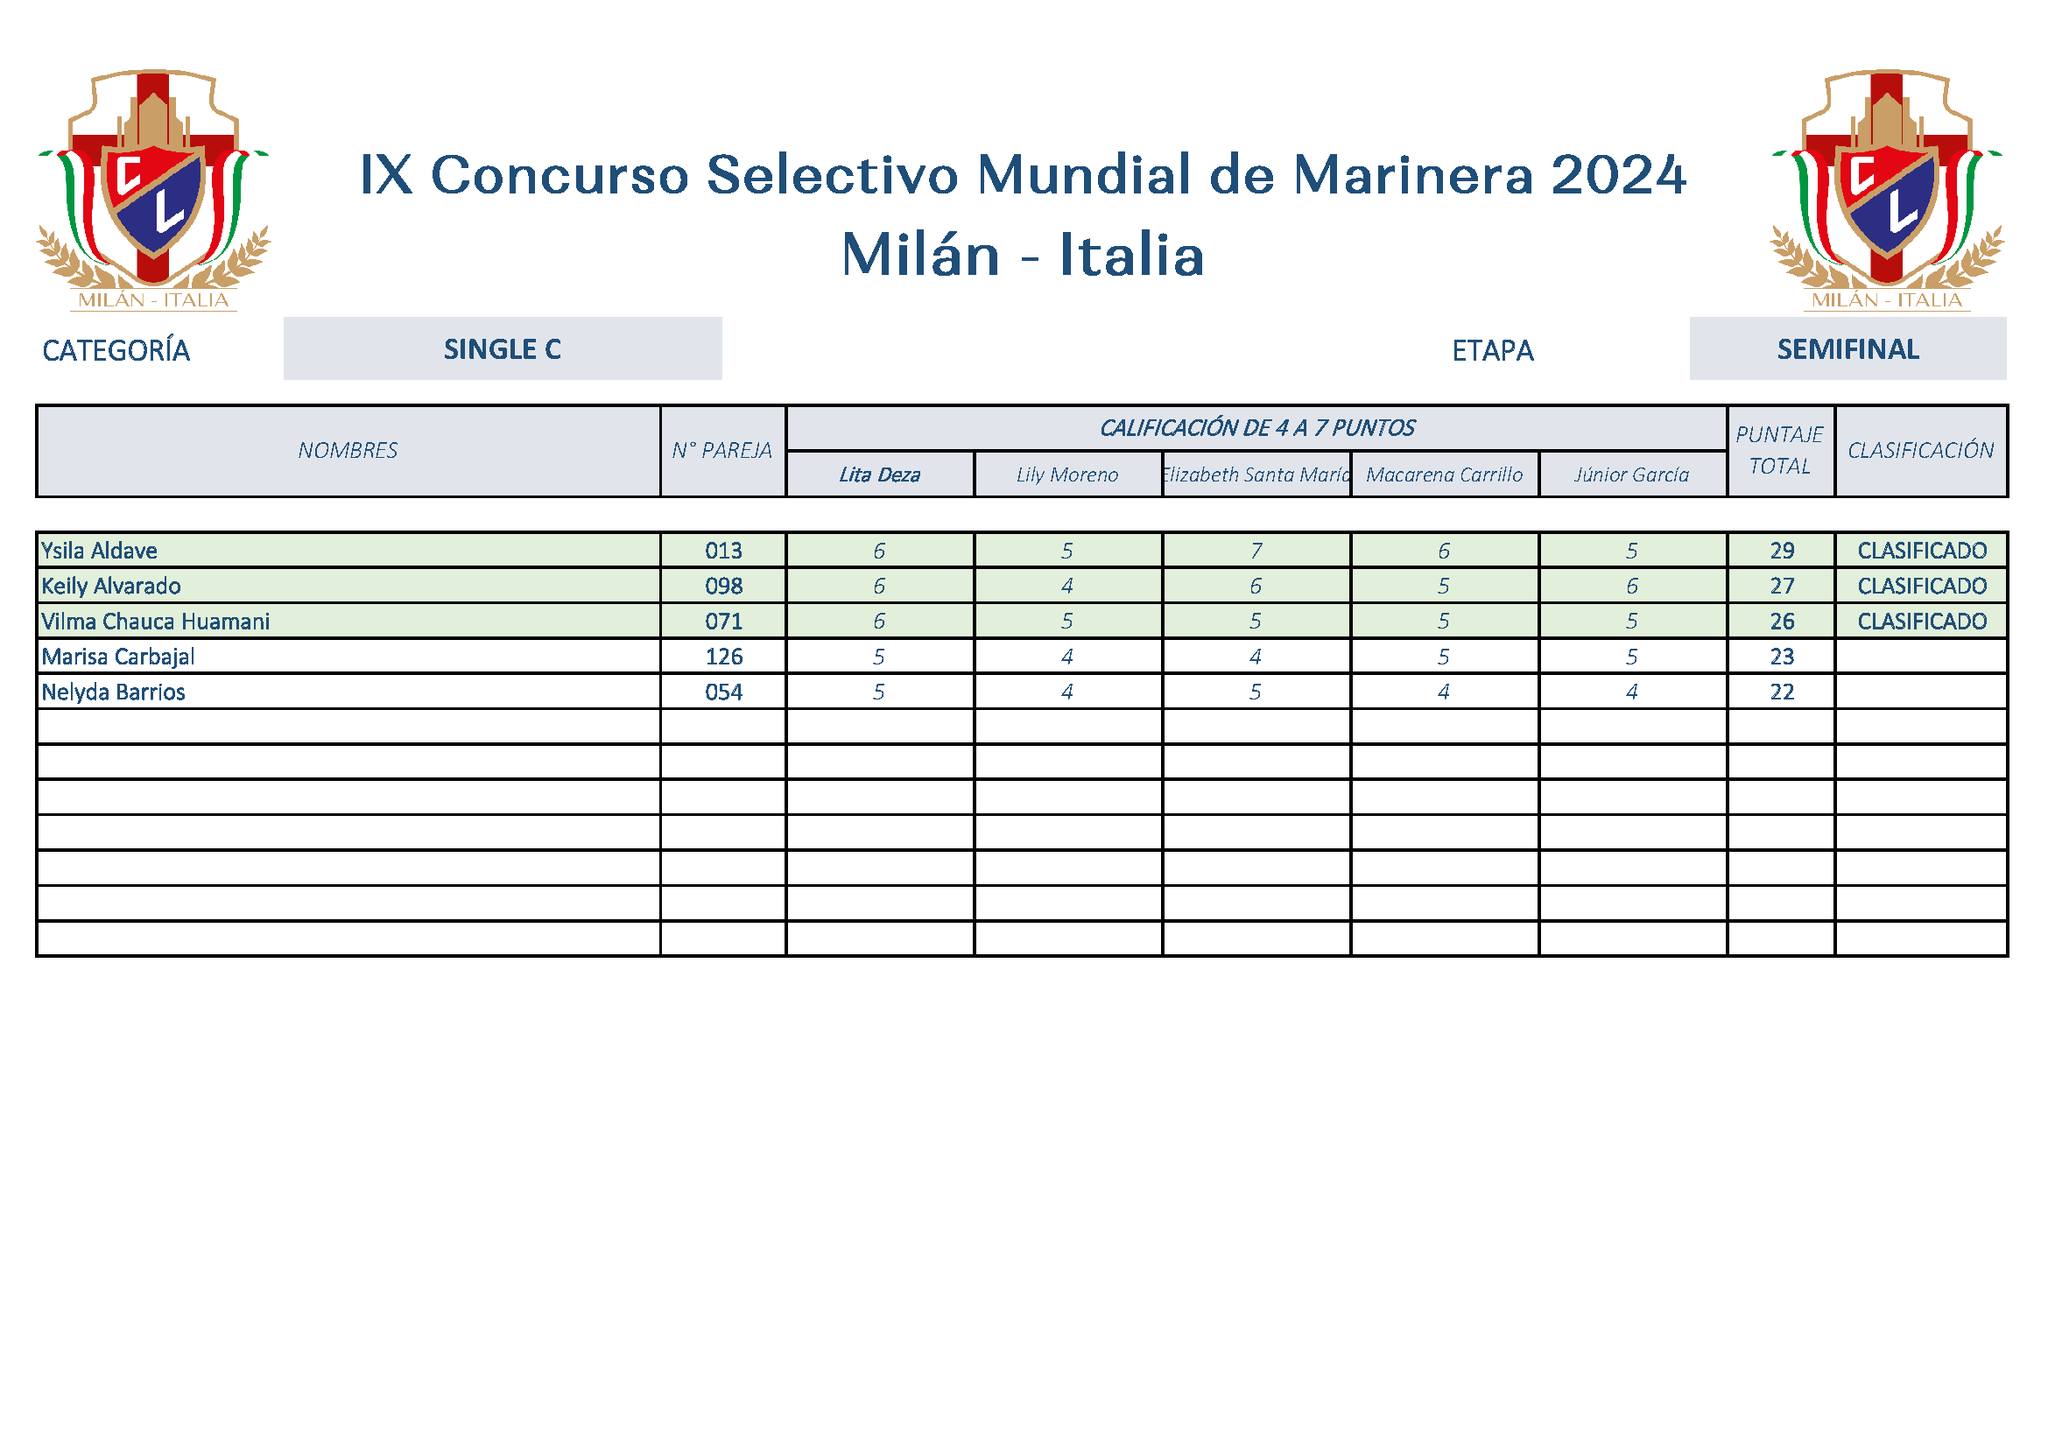 IX Concurso Selectivo Mundial de Marinera 2024
Milán - Italia
CL
MILÁN - ITALIA
CL
MILÁN - ITALIA
CATEGORÍA SINGLE C ETAPA SEMIFINAL
NOMBRES N° PAREJA CALIFICACIÓN DE 4 A 7 PUNTOS PUNTAJE TOTAL CLASIFICACIÓN
Lita Deza Lily Moreno Elizabeth Santa María Macarena Carrillo Júnior García
Ysila Aldave 013 6 5 7 6 5 29 CLASIFICADO
Keily Alvarado 098 6 4 6 5 6 27 CLASIFICADO
Vilma Chauca Huamani 071 6 5 5 5 5 26 CLASIFICADO
Marisa Carbajal 126 5 4 4 5 5 23
Nelyda Barrios 054 5 4 5 4 4 22